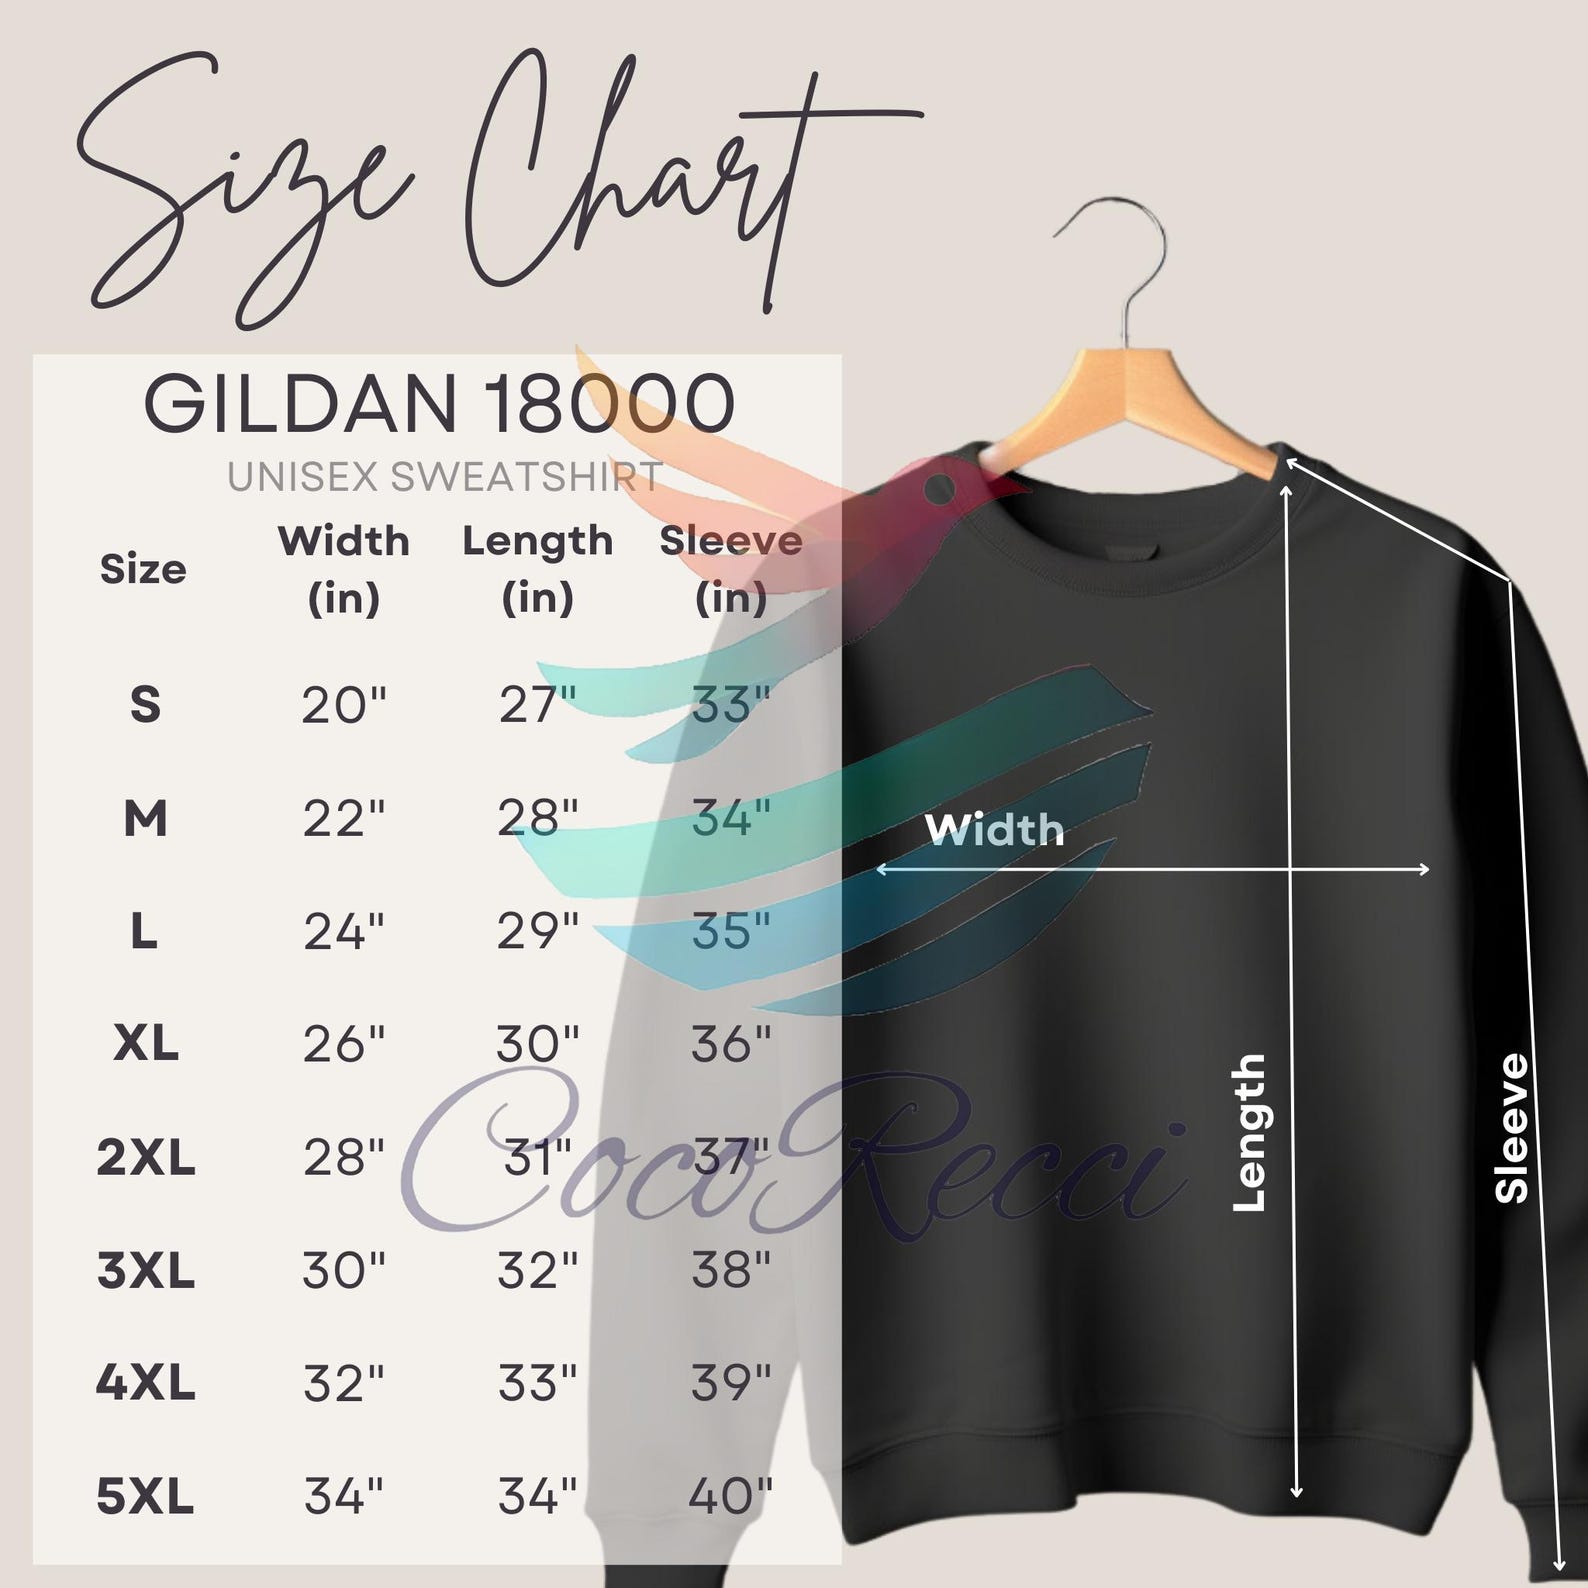 Size Chart
GILDAN 18000
UNISEX SWEATSHIRT
Size Width (in) Length (in) Sleeve (in)
S 20" 27" 33"
M 22" 28" 34"
L 24" 29" 35"
XL 26" 30" 36"
2XL 28" 31" 37"
3XL 30" 32" 38"
4XL 32" 33" 39"
5XL 34" 34" 40"
CocoRecci
Width
Length
Sleeve